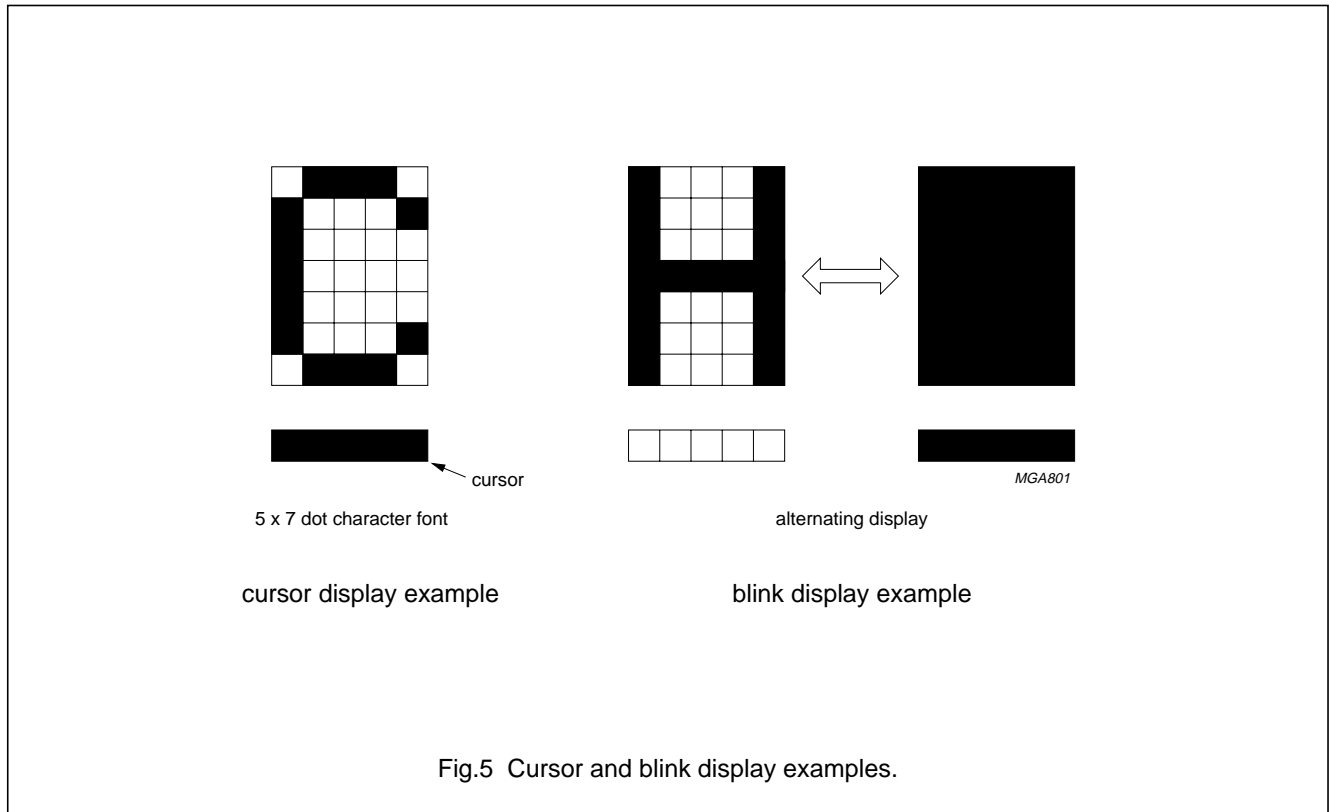 cursor
MGA801
5 x 7 dot character font
alternating display
cursor display example
blink display example
Fig.5 Cursor and blink display examples.